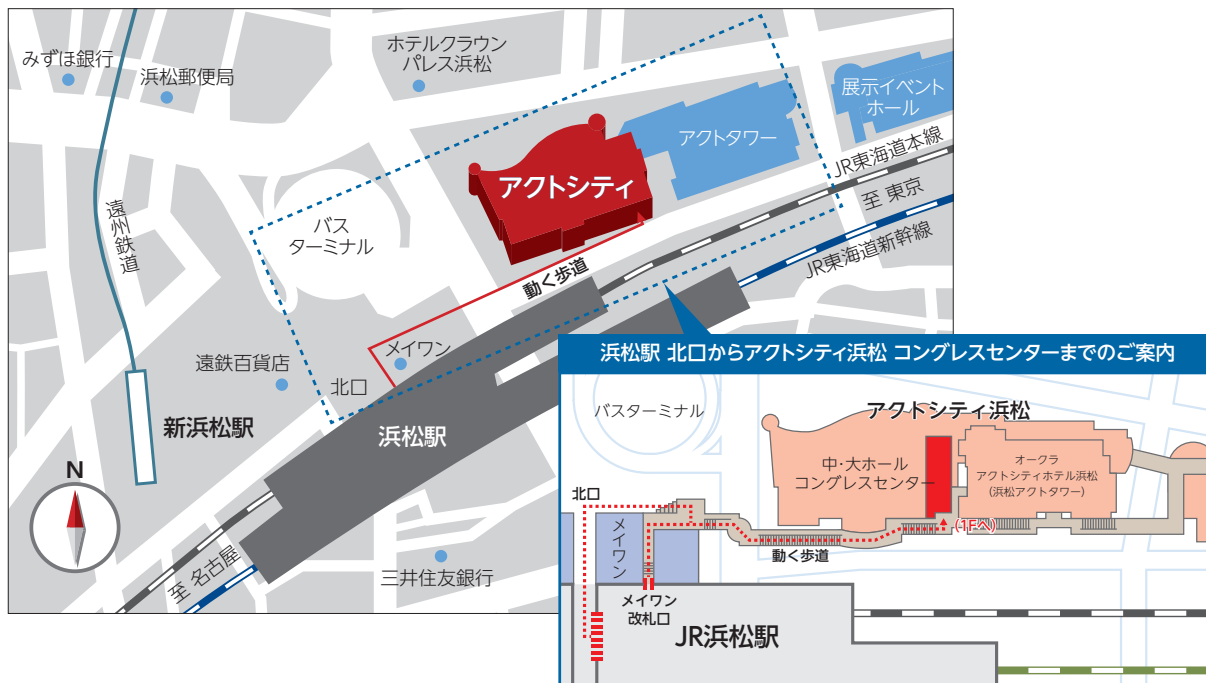 みずほ銀行
浜松郵便局
ホテルクラウン
パレス浜松
展示イベント
ホール
アクトタワー
アクトシティ
JR東海道本線
至 東京
JR東海道新幹線
遠州鉄道
バス
ターミナル
動く歩道
メイワン
遠鉄百貨店
北口
新浜松駅
浜松駅
N
至 名古屋
三井住友銀行
浜松駅 北口からアクトシティ浜松 コングレスセンターまでのご案内
バスターミナル
アクトシティ浜松
中・大ホール
コングレスセンター
オークラ
アクトシティホテル浜松
(浜松アクトタワー)
北口
メイワン
(1Fへ)
動く歩道
メイワン
改札口
JR浜松駅